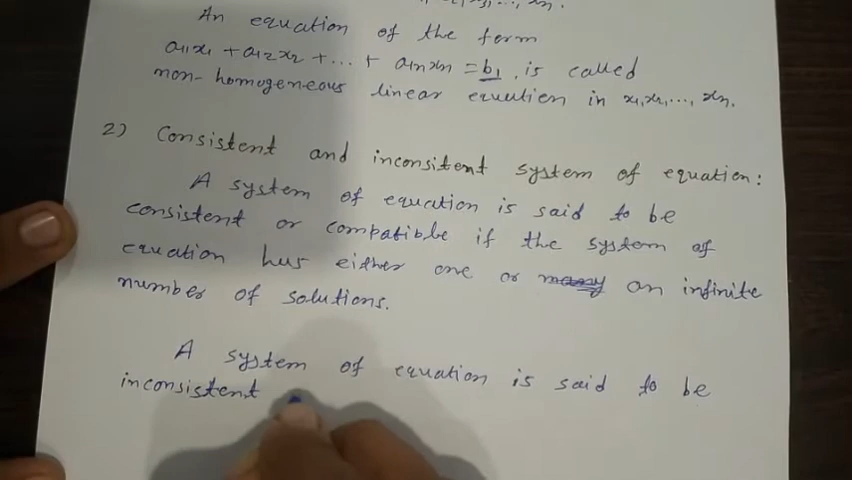 An equation of the form
a11x1 + a12x2 + ... + a1nxn = b1, is called
non-homogeneous linear equation in x1,x2,..., xn.
2) Consistent and inconsitent system of equation:
A system of equation is said to be
consistent or compatible if the system of
equation has either one or an infinite
number of solutions.
A system of equation is said to be
inconsistent